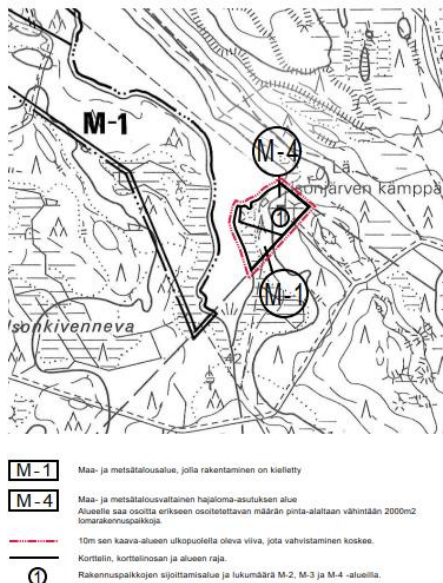 M-1
M-4
Lä
isonjärven kämppä
1
M-1
sonkivenneva
42
M-1 Maa- ja metsätalousalue, jolla rakentaminen on kielletty
M-4 Maa- ja metsätalousvaltainen hajaloma-asutuksen alue
Alueelle saa osoitta erikseen osoitetettavan määrän pinta-alaltaan vähintään 2000m2
lomarakennuspaikkoja.
10m sen kaava-alueen ulkopuolella oleva viiva, jota vahvistaminen koskee.
Korttelin, korttelinosan ja alueen raja.
1 Rakennuspaikkojen sijoittamisalue ja lukumäärä M-2, M-3 ja M-4 -alueilla.